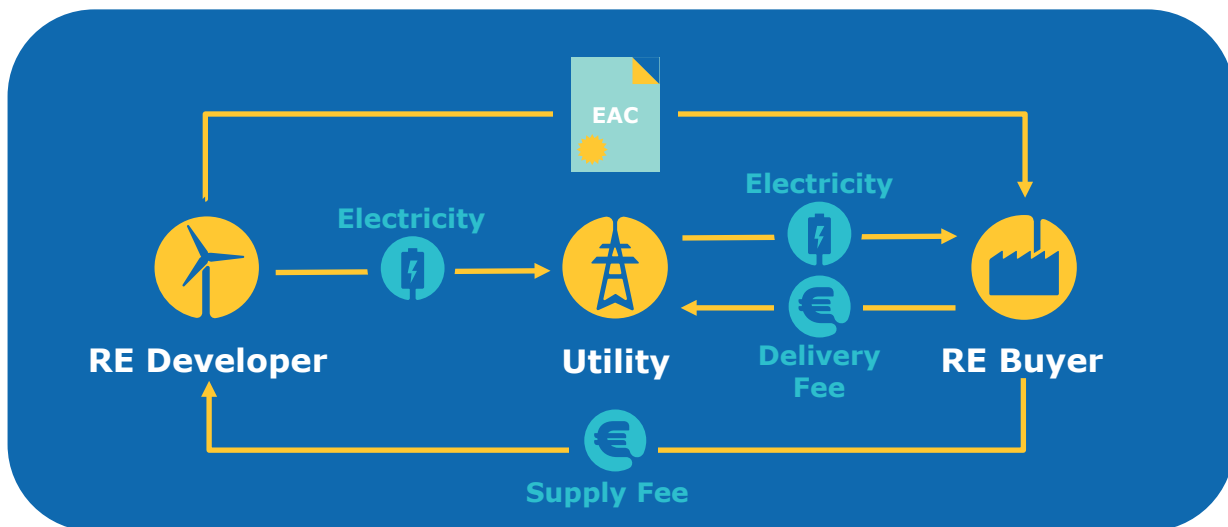 EAC
Electricity
Electricity
RE Developer
Utility
Delivery
Fee
RE Buyer
€
€
Supply Fee